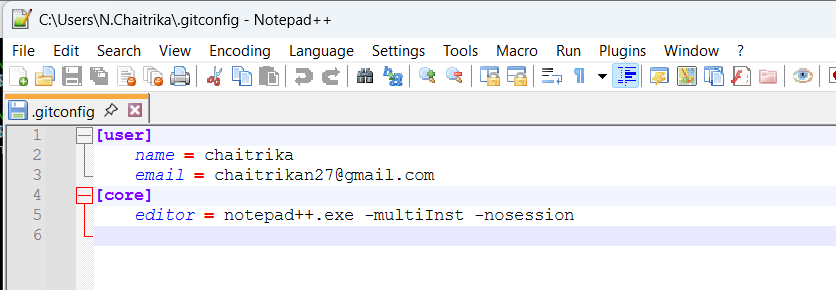 C:\Users\N.Chaitrika\.gitconfig - Notepad++
File Edit Search View Encoding Language Settings Tools Macro Run Plugins Window ?
.gitconfig
1 [user]
2 name = chaitrika
3 email = chaitrikan27@gmail.com
4 [core]
5 editor = notepad++.exe -multiInst -nosession
6